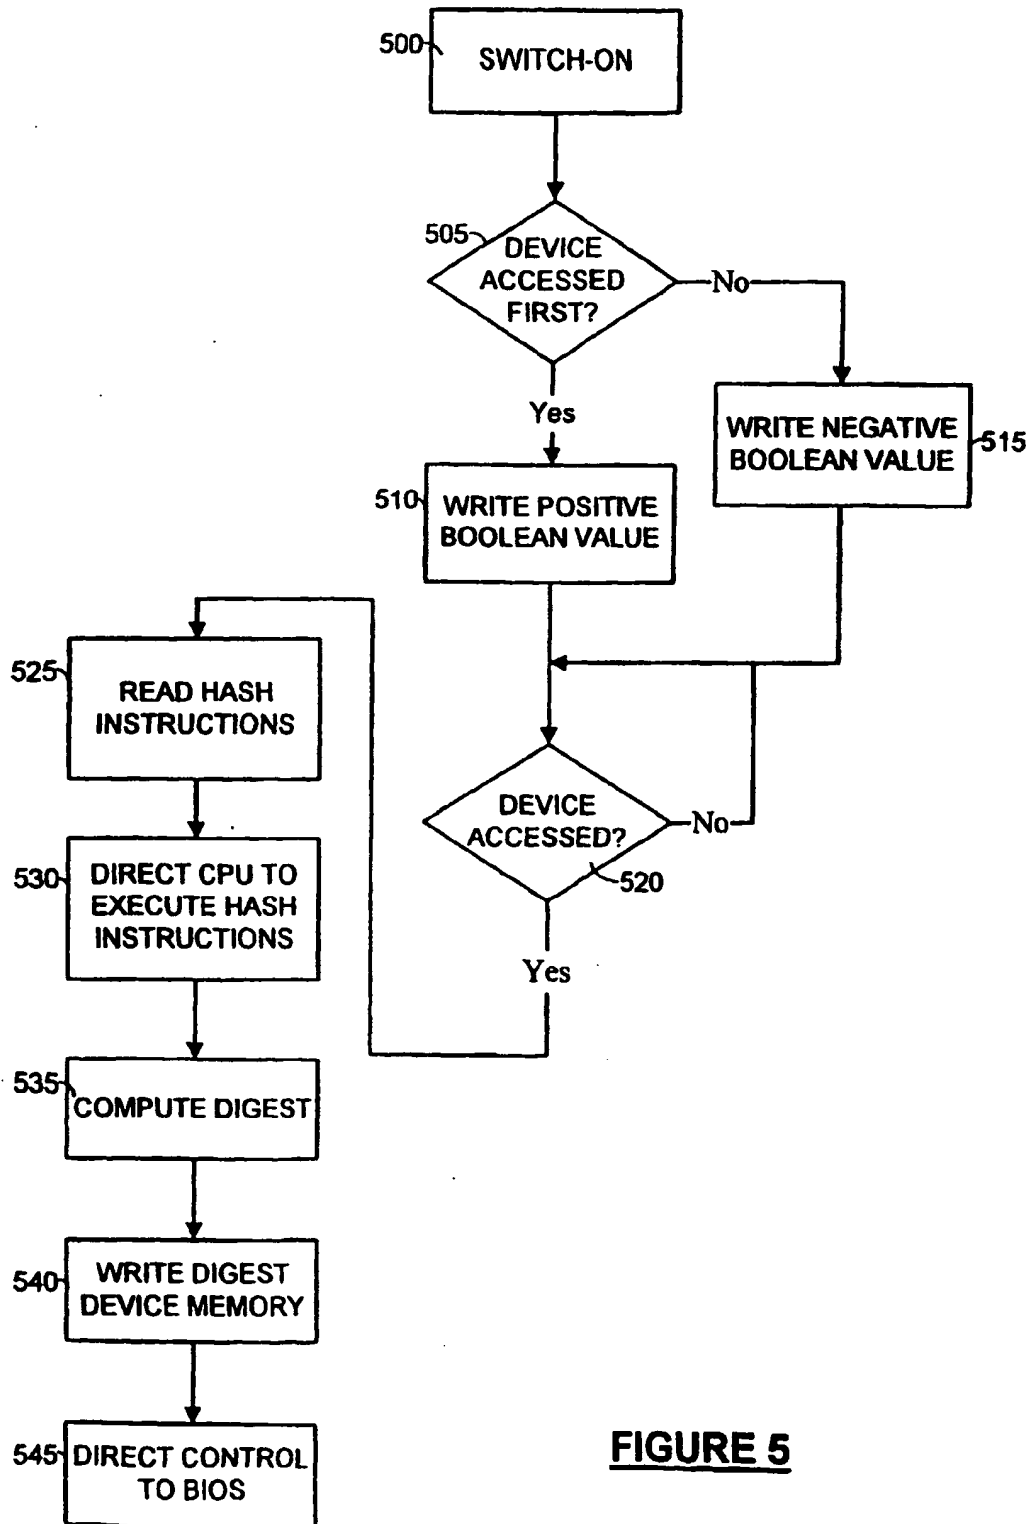 500
SWITCH-ON
505
DEVICE
ACCESSED
FIRST?
No
Yes
WRITE NEGATIVE
BOOLEAN VALUE
515
510
WRITE POSITIVE
BOOLEAN VALUE
DEVICE
ACCESSED?
No
520
Yes
525
READ HASH
INSTRUCTIONS
530
DIRECT CPU TO
EXECUTE HASH
INSTRUCTIONS
535
COMPUTE DIGEST
540
WRITE DIGEST
DEVICE MEMORY
545
DIRECT CONTROL
TO BIOS
FIGURE 5